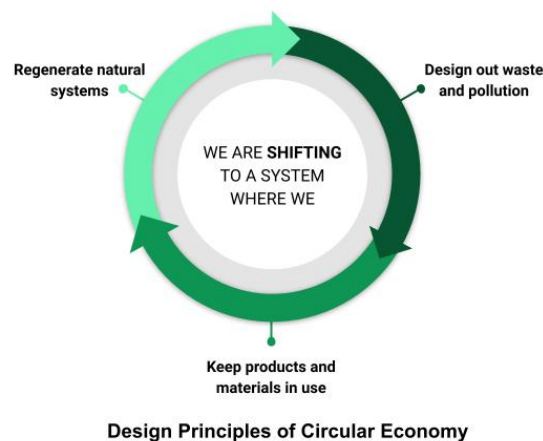 Regenerate natural
systems
Design out waste
and pollution
WE ARE SHIFTING
TO A SYSTEM
WHERE WE
Keep products and
materials in use
Design Principles of Circular Economy